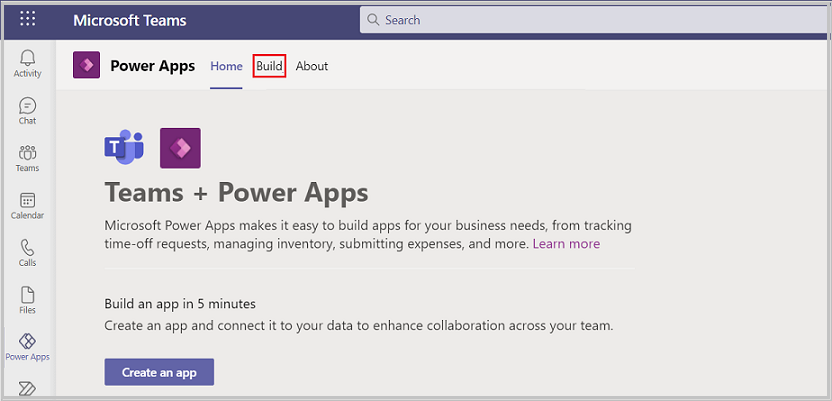 Microsoft Teams
Search
Activity
Chat
Teams
Calendar
Calls
Files
Power Apps
Power Apps Home Build About
T
Teams + Power Apps
Microsoft Power Apps makes it easy to build apps for your business needs, from tracking
time-off requests, managing inventory, submitting expenses, and more. Learn more
Build an app in 5 minutes
Create an app and connect it to your data to enhance collaboration across your team.
Create an app